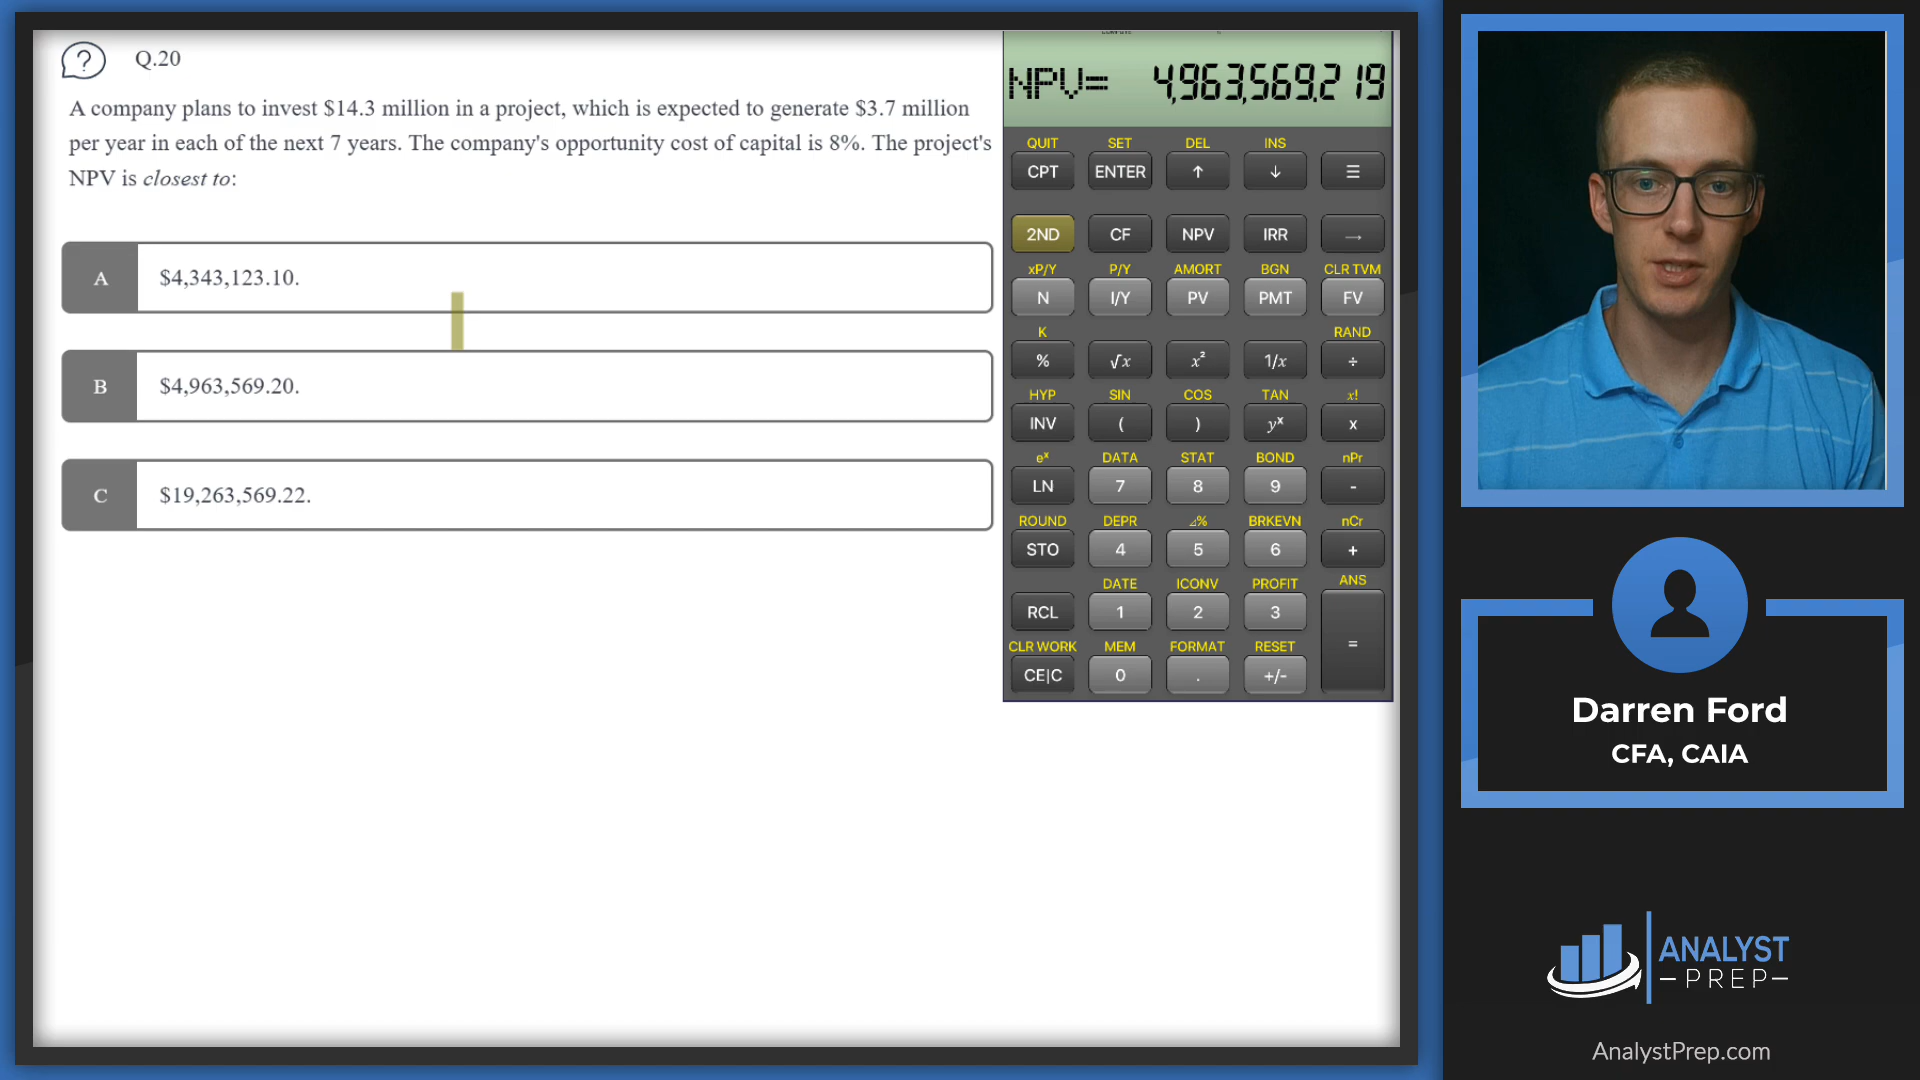 Q.20
A company plans to invest $14.3 million in a project, which is expected to generate $3.7 million
per year in each of the next 7 years. The company's opportunity cost of capital is 8%. The project's
NPV is closest to:
A $4,343,123.10.
B $4,963,569.20.
C $19,263,569.22.
NPV= 4,963,569.219
QUIT SET DEL INS
CPT ENTER ↑ ↓ ☰
2ND CF NPV IRR →
xP/Y P/Y AMORT BGN CLR TVM
N I/Y PV PMT FV
K RAND
% √x x² 1/x ÷
HYP SIN COS TAN x!
INV ( ) yˣ x
eˣ DATA STAT BOND nPr
LN 7 8 9 -
ROUND DEPR ⊿% BRKEVN nCr
STO 4 5 6 +
DATE ICONV PROFIT ANS
RCL 1 2 3 =
CLR WORK MEM FORMAT RESET
CE|C 0 . +/-
Darren Ford
CFA, CAIA
ANALYST
PREP
AnalystPrep.com